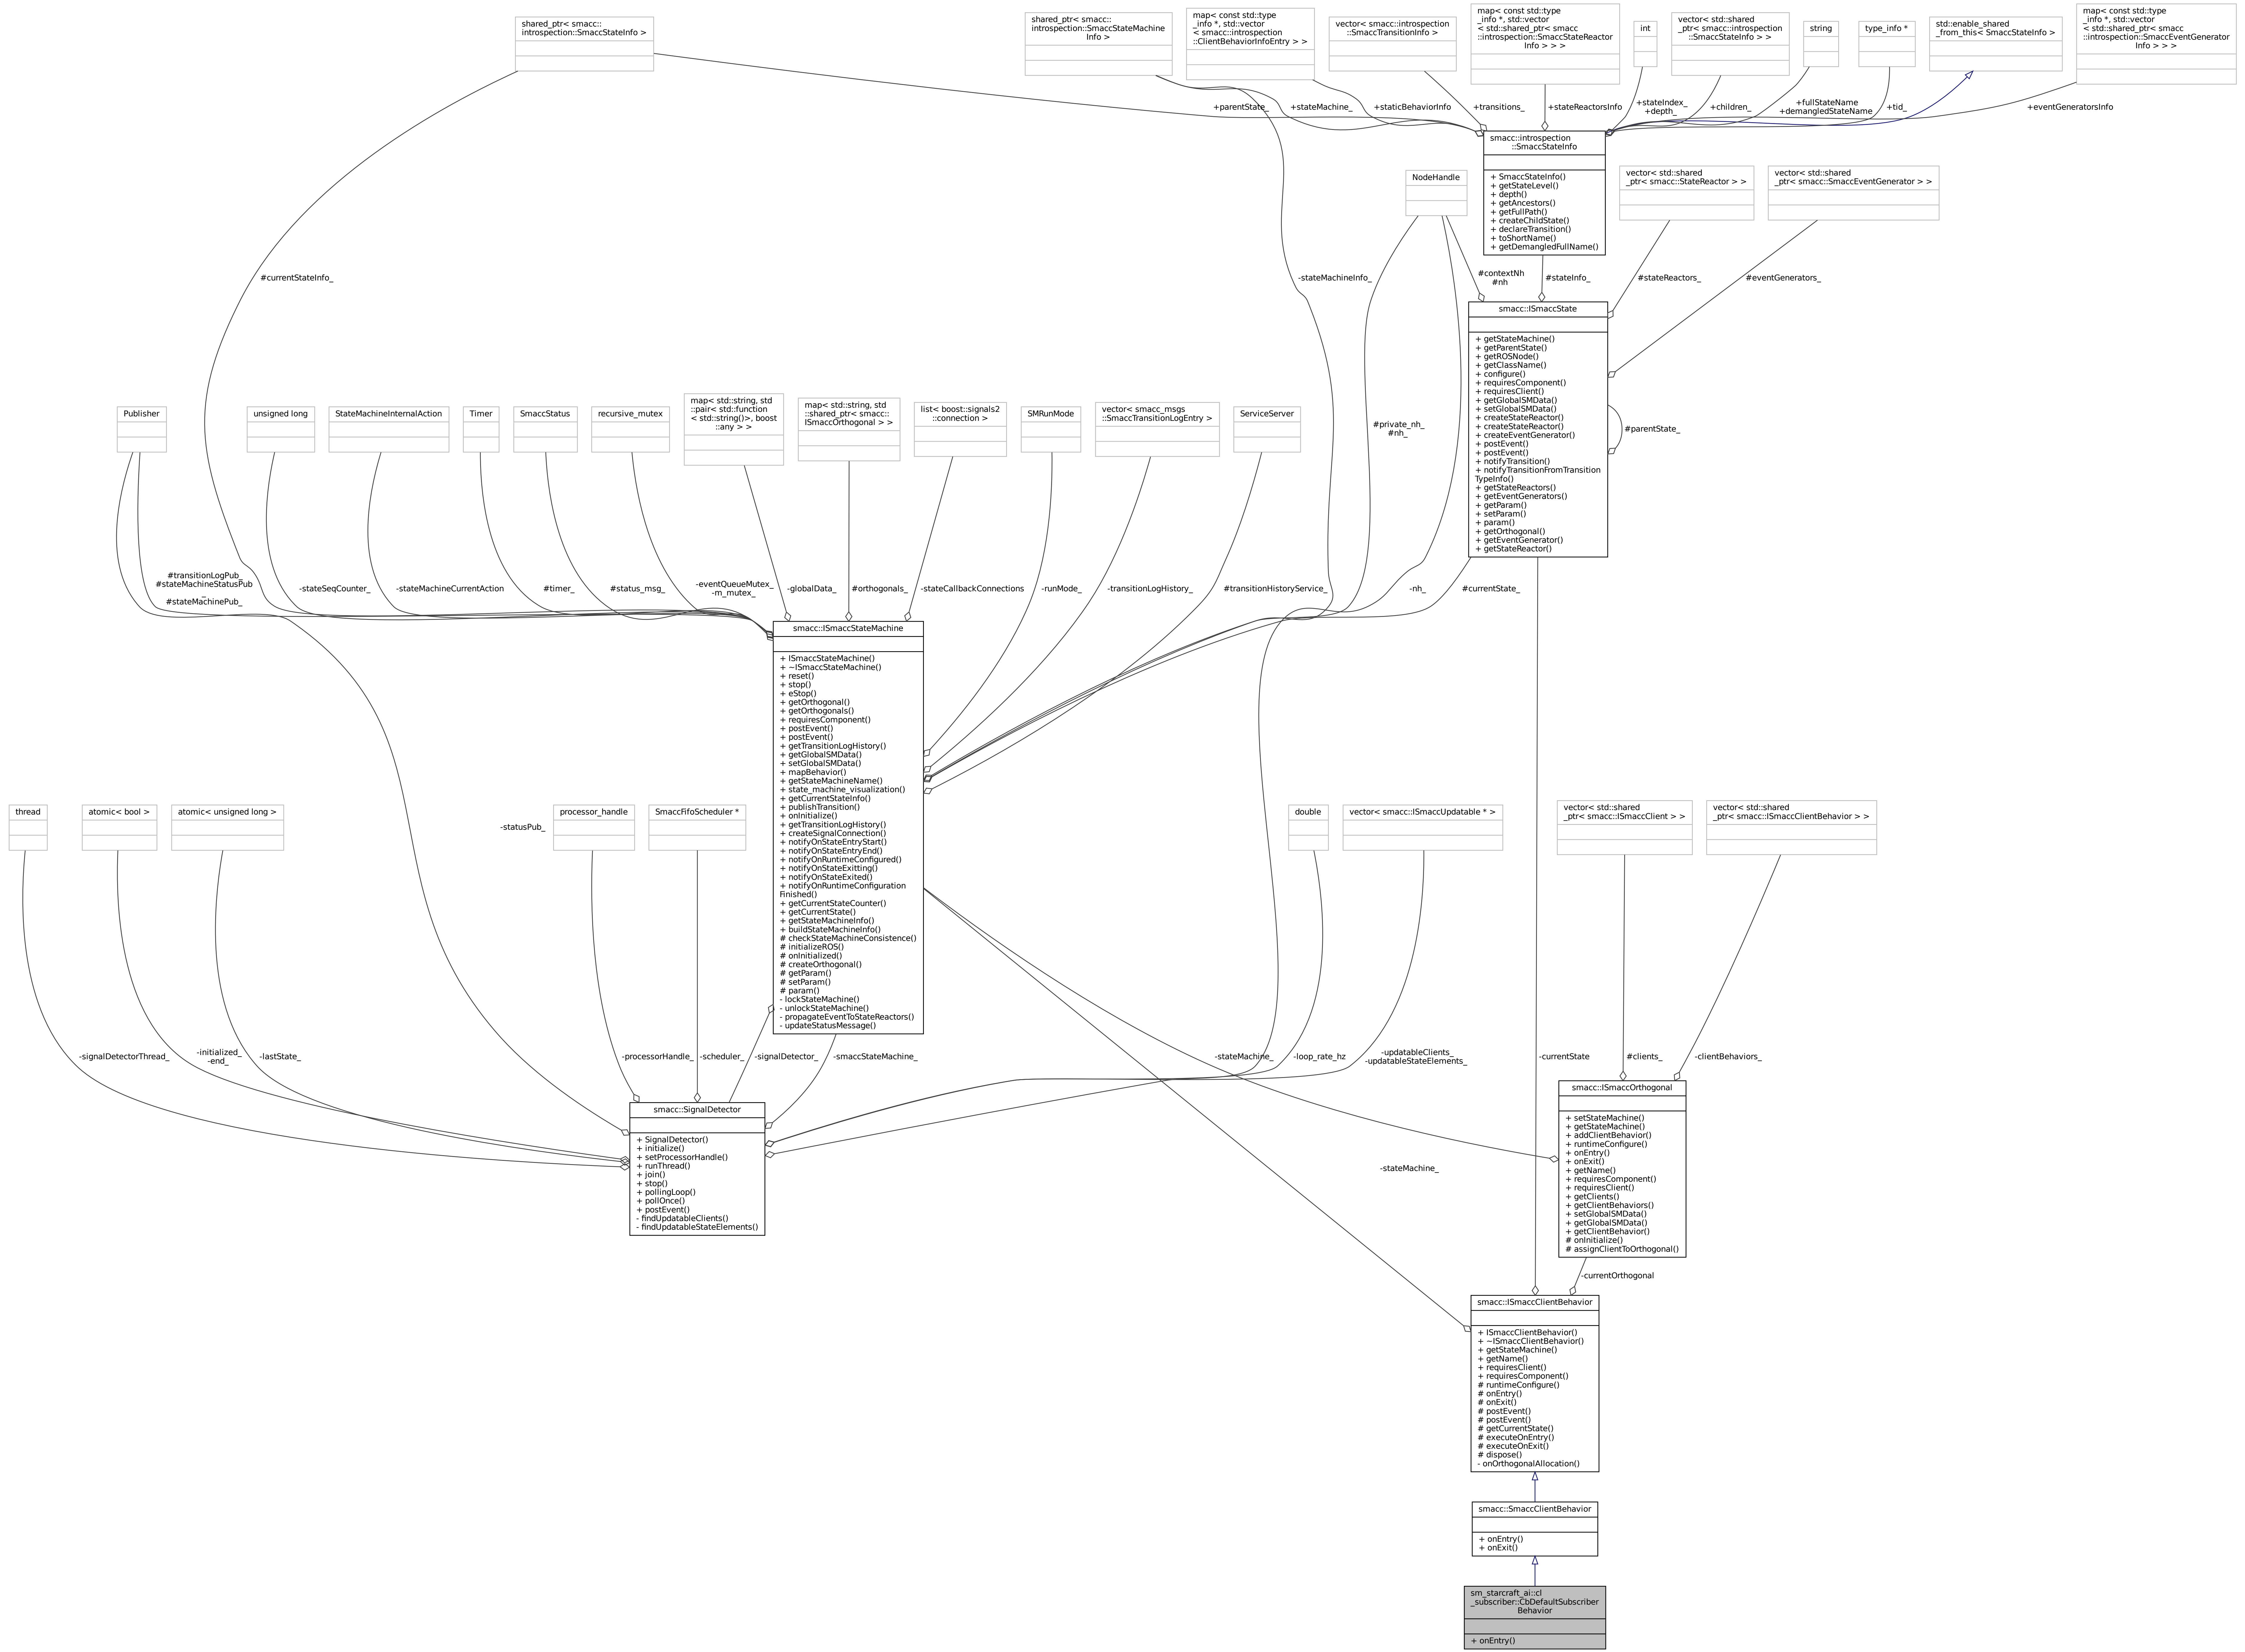 shared_ptr< smacc::
introspection::SmaccStateInfo >
shared_ptr< smacc::
introspection::SmaccStateMachine
Info >
map< const std::type
_info *, std::vector
< smacc::introspection
::ClientBehaviorInfoEntry > >
vector< smacc::introspection
::SmaccTransitionInfo >
map< const std::type
_info *, std::vector
< std::shared_ptr< smacc
::introspection::SmaccStateReactor
Info > > >
int
vector< std::shared
_ptr< smacc::introspection
::SmaccStateInfo > >
string
type_info *
std::enable_shared
_from_this< SmaccStateInfo >
map< const std::type
_info *, std::vector
< std::shared_ptr< smacc
::introspection::SmaccEventGenerator
Info > > >
+parentState_
+stateMachine_
+staticBehaviorInfo
+transitions_
+stateReactorsInfo
+stateIndex_
+depth_
+children_
+fullStateName
+demangledStateName
+tid_
+eventGeneratorsInfo
smacc::introspection
::SmaccStateInfo
+ SmaccStateInfo()
+ getStateLevel()
+ depth()
+ getAncestors()
+ getFullPath()
+ createChildState()
+ declareTransition()
+ toShortName()
+ getDemangledFullName()
NodeHandle
vector< std::shared
_ptr< smacc::StateReactor > >
vector< std::shared
_ptr< smacc::SmaccEventGenerator > >
#currentStateInfo_
-stateMachineInfo_
#contextNh
#nh
#stateInfo_
#stateReactors_
#eventGenerators_
smacc::ISmaccState
+ getStateMachine()
+ getParentState()
+ getROSNode()
+ getClassName()
+ configure()
+ requiresComponent()
+ requiresClient()
+ getGlobalSMData()
+ setGlobalSMData()
+ createStateReactor()
+ createStateReactor()
+ createEventGenerator()
+ postEvent()
+ postEvent()
+ notifyTransition()
+ notifyTransitionFromTransition
TypeInfo()
+ getStateReactors()
+ getEventGenerators()
+ getParam()
+ setParam()
+ param()
+ getOrthogonal()
+ getEventGenerator()
+ getStateReactor()
#parentState_
Publisher
unsigned long
StateMachineInternalAction
Timer
SmaccStatus
recursive_mutex
map< std::string, std
::pair< std::function
< std::string()>, boost
::any > >
map< std::string, std
::shared_ptr< smacc::
ISmaccOrthogonal > >
list< boost::signals2
::connection >
SMRunMode
vector< smacc_msgs
::SmaccTransitionLogEntry >
ServiceServer
#private_nh_
#nh_
#transitionLogPub_
#stateMachineStatusPub
_
#stateMachinePub_
-stateSeqCounter_
-stateMachineCurrentAction
#timer_
#status_msg_
-eventQueueMutex_
-m_mutex_
-globalData_
#orthogonals_
-stateCallbackConnections
-runMode_
-transitionLogHistory_
#transitionHistoryService_
-nh_
#currentState_
smacc::ISmaccStateMachine
+ ISmaccStateMachine()
+ ~ISmaccStateMachine()
+ reset()
+ stop()
+ eStop()
+ getOrthogonal()
+ getOrthogonals()
+ requiresComponent()
+ postEvent()
+ postEvent()
+ getTransitionLogHistory()
+ getGlobalSMData()
+ setGlobalSMData()
+ mapBehavior()
+ getStateMachineName()
+ state_machine_visualization()
+ getCurrentStateInfo()
+ publishTransition()
+ onInitialize()
+ getTransitionLogHistory()
+ createSignalConnection()
+ notifyOnStateEntryStart()
+ notifyOnStateEntryEnd()
+ notifyOnRuntimeConfigured()
+ notifyOnStateExitting()
+ notifyOnStateExited()
+ notifyOnRuntimeConfiguration
Finished()
+ getCurrentStateCounter()
+ getCurrentState()
+ getStateMachineInfo()
+ buildStateMachineInfo()
# checkStateMachineConsistence()
# initializeROS()
# onInitialized()
# createOrthogonal()
# getParam()
# setParam()
# param()
- lockStateMachine()
- unlockStateMachine()
- propagateEventToStateReactors()
- updateStatusMessage()
thread
atomic< bool >
atomic< unsigned long >
-statusPub_
processor_handle
SmaccFifoScheduler *
double
vector< smacc::ISmaccUpdatable * >
vector< std::shared
_ptr< smacc::ISmaccClient > >
vector< std::shared
_ptr< smacc::ISmaccClientBehavior > >
-signalDetectorThread_
-initialized_
-end_
-lastState_
-processorHandle_
-scheduler_
-signalDetector_
-smaccStateMachine_
-stateMachine_
-loop_rate_hz
-updatableClients_
-updatableStateElements_
-currentState
#clients_
-clientBehaviors_
smacc::SignalDetector
+ SignalDetector()
+ initialize()
+ setProcessorHandle()
+ runThread()
+ join()
+ stop()
+ pollingLoop()
+ pollOnce()
+ postEvent()
- findUpdatableClients()
- findUpdatableStateElements()
smacc::ISmaccOrthogonal
+ setStateMachine()
+ getStateMachine()
+ addClientBehavior()
+ runtimeConfigure()
+ onEntry()
+ onExit()
+ getName()
+ requiresComponent()
+ requiresClient()
+ getClients()
+ getClientBehaviors()
+ setGlobalSMData()
+ getGlobalSMData()
+ getClientBehavior()
# onInitialize()
# assignClientToOrthogonal()
-stateMachine_
-currentOrthogonal
smacc::ISmaccClientBehavior
+ ISmaccClientBehavior()
+ ~ISmaccClientBehavior()
+ getStateMachine()
+ getName()
+ requiresClient()
+ requiresComponent()
# runtimeConfigure()
# onEntry()
# onExit()
# postEvent()
# postEvent()
# getCurrentState()
# executeOnEntry()
# executeOnExit()
# dispose()
- onOrthogonalAllocation()
smacc::SmaccClientBehavior
+ onEntry()
+ onExit()
sm_starcraft_ai::cl
_subscriber::CbDefaultSubscriber
Behavior
+ onEntry()